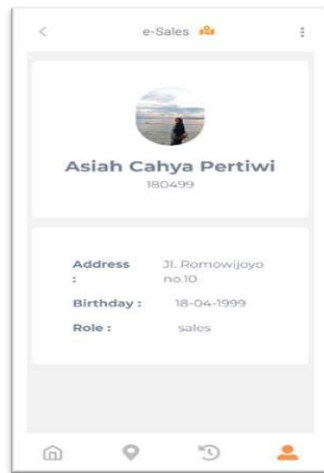 e-Sales
Asiah Cahya Pertiwi
180499
Address : Jl. Romowijoyo no.10
Birthday : 18-04-1999
Role : sales